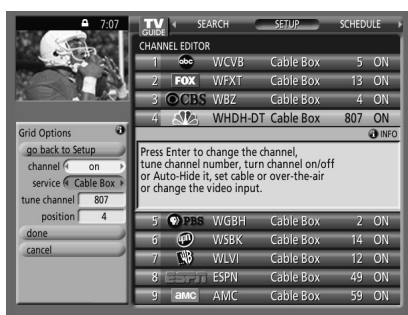 7:07
TV GUIDE SEARCH SETUP SCHEDULE
CHANNEL EDITOR
1 abc WCVB Cable Box 5 ON
2 FOX WFXT Cable Box 13 ON
3 CBS WBZ Cable Box 4 ON
4 WHDH-DT Cable Box 807 ON
Grid Options
go back to Setup
channel on
service Cable Box
tune channel 807
position 4
done
cancel
INFO
Press Enter to change the channel,
tune channel number, turn channel on/off
or Auto-Hide it, set cable or over-the-air
or change the video input.
5 PBS WGBH Cable Box 2 ON
6 upn WSBK Cable Box 14 ON
7 WB WLVI Cable Box 12 ON
8 ESPN ESPN Cable Box 49 ON
9 amc AMC Cable Box 59 ON